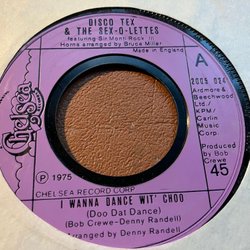 DISCO TEX
& THE SEX-O-LETTES
featuring Sir Monti Rock III
Horns arranged by Bruce Miller
Made in England
A
2005 024
Ardmore &
Beechwood
Ltd/
KPM/
Carlin
Music
Corp.
Produced
by Bob
Crewe
45
Chelsea
Ⓟ 1975
CHELSEA RECORD CORP.
I WANNA DANCE WIT' CHOO
(Doo Dat Dance)
(Bob Crewe-Denny Randell)
Arranged by Denny Randell